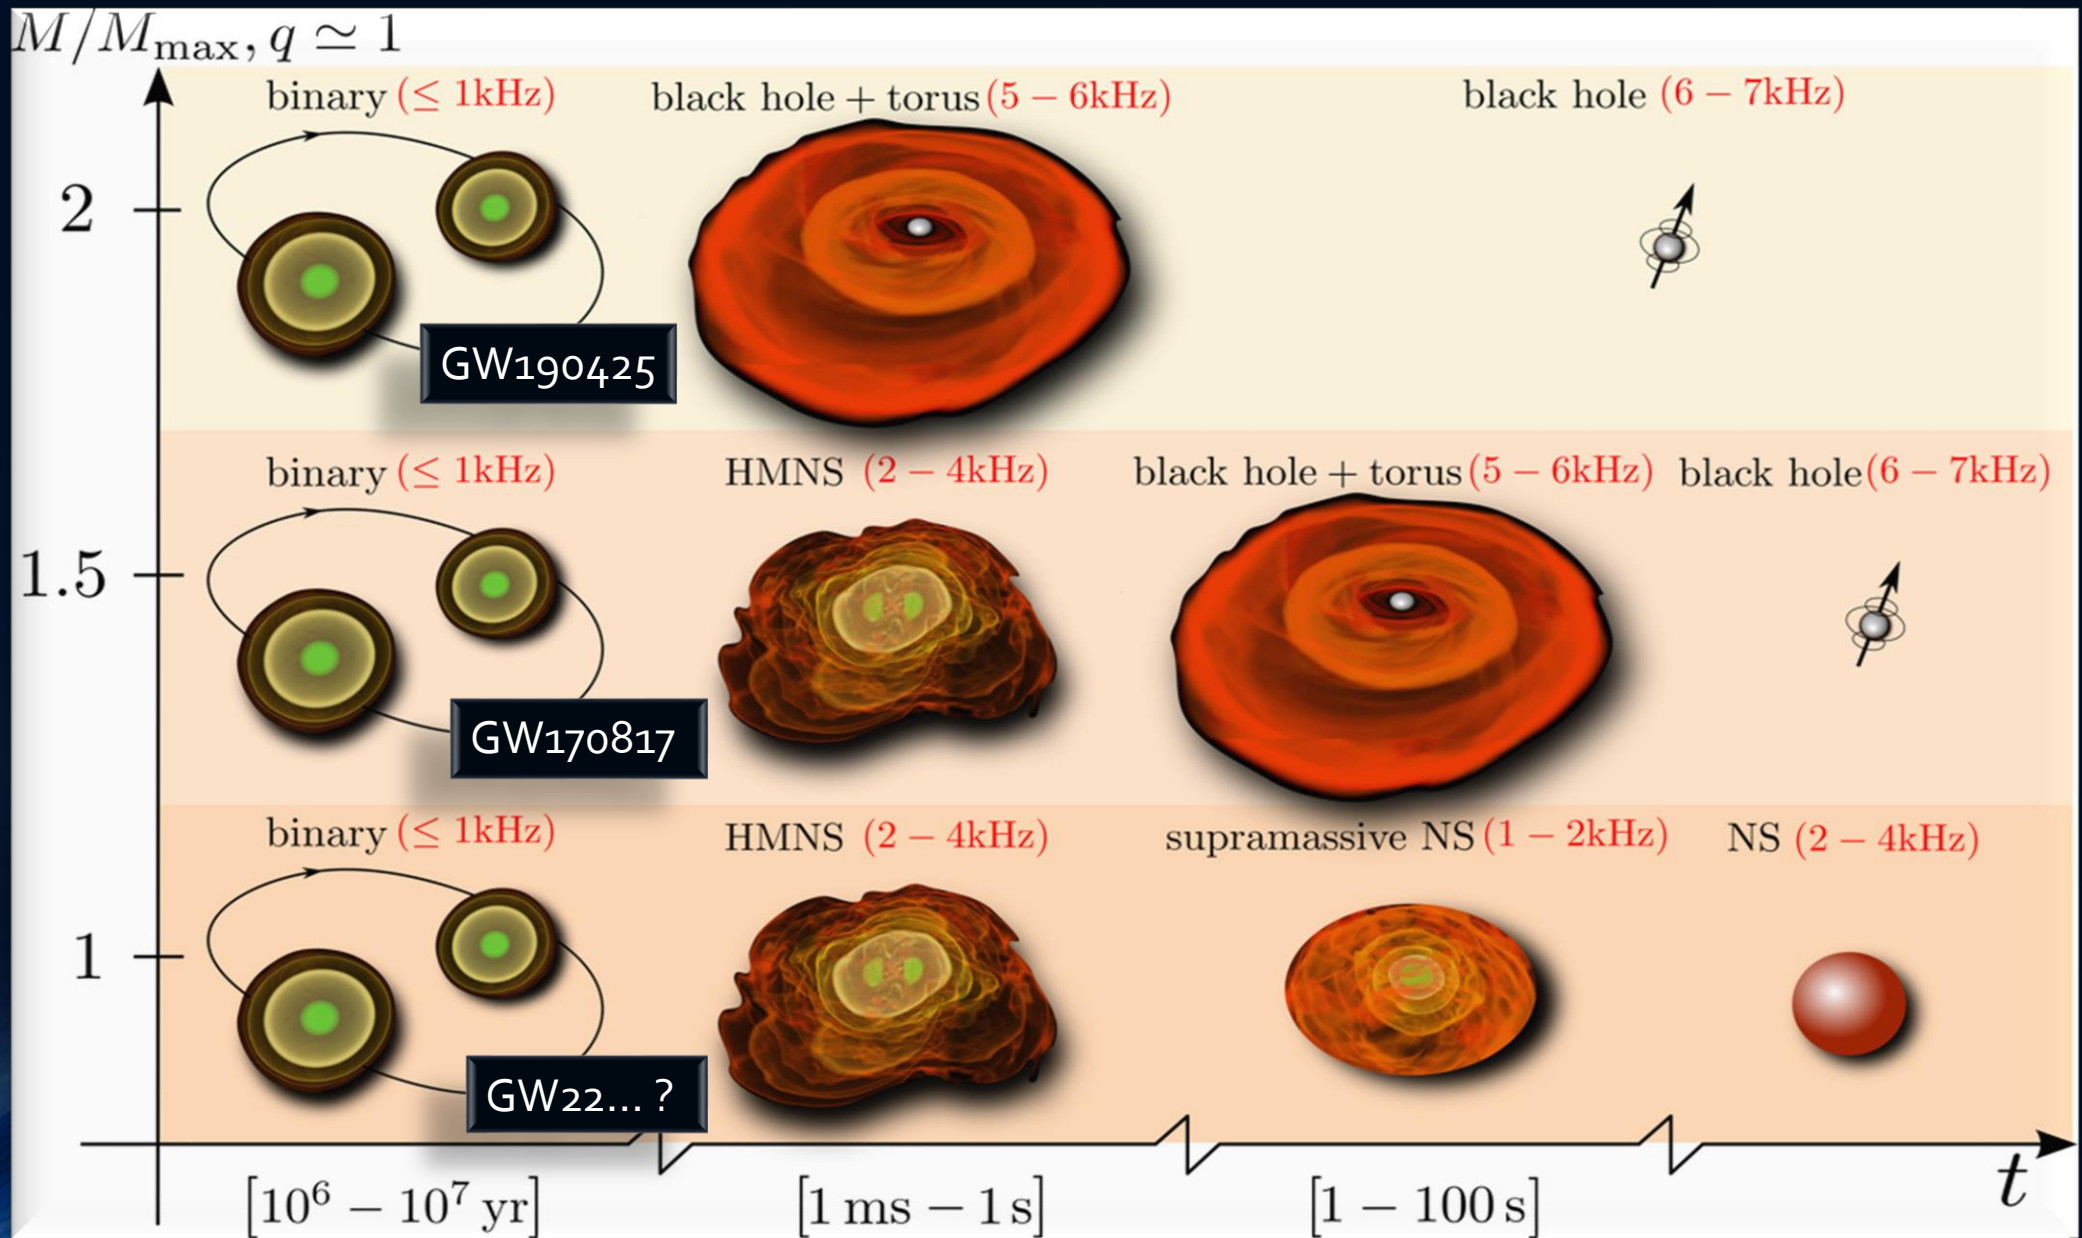 M/M_max, q ≃ 1
binary (≤ 1kHz) black hole + torus (5 − 6kHz) black hole (6 − 7kHz)
2
GW190425
binary (≤ 1kHz) HMNS (2 − 4kHz) black hole + torus (5 − 6kHz) black hole (6 − 7kHz)
1.5
GW170817
binary (≤ 1kHz) HMNS (2 − 4kHz) supramassive NS (1 − 2kHz) NS (2 − 4kHz)
1
GW22... ?
t
[10⁶ − 10⁷ yr] [1 ms − 1 s] [1 − 100 s]